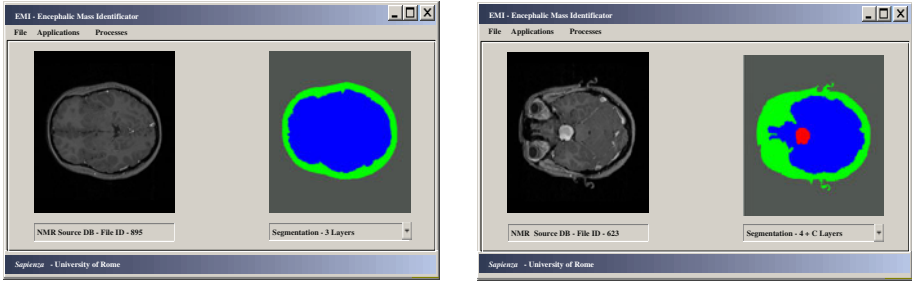 EMI - Encephalic Mass Identificator
File Applications Processes
NMR Source DB - File ID - 895
Segmentation - 3 Layers
Sapienza - University of Rome
EMI - Encephalic Mass Identificator
File Applications Processes
NMR Source DB - File ID - 623
Segmentation - 4 + C Layers
Sapienza - University of Rome